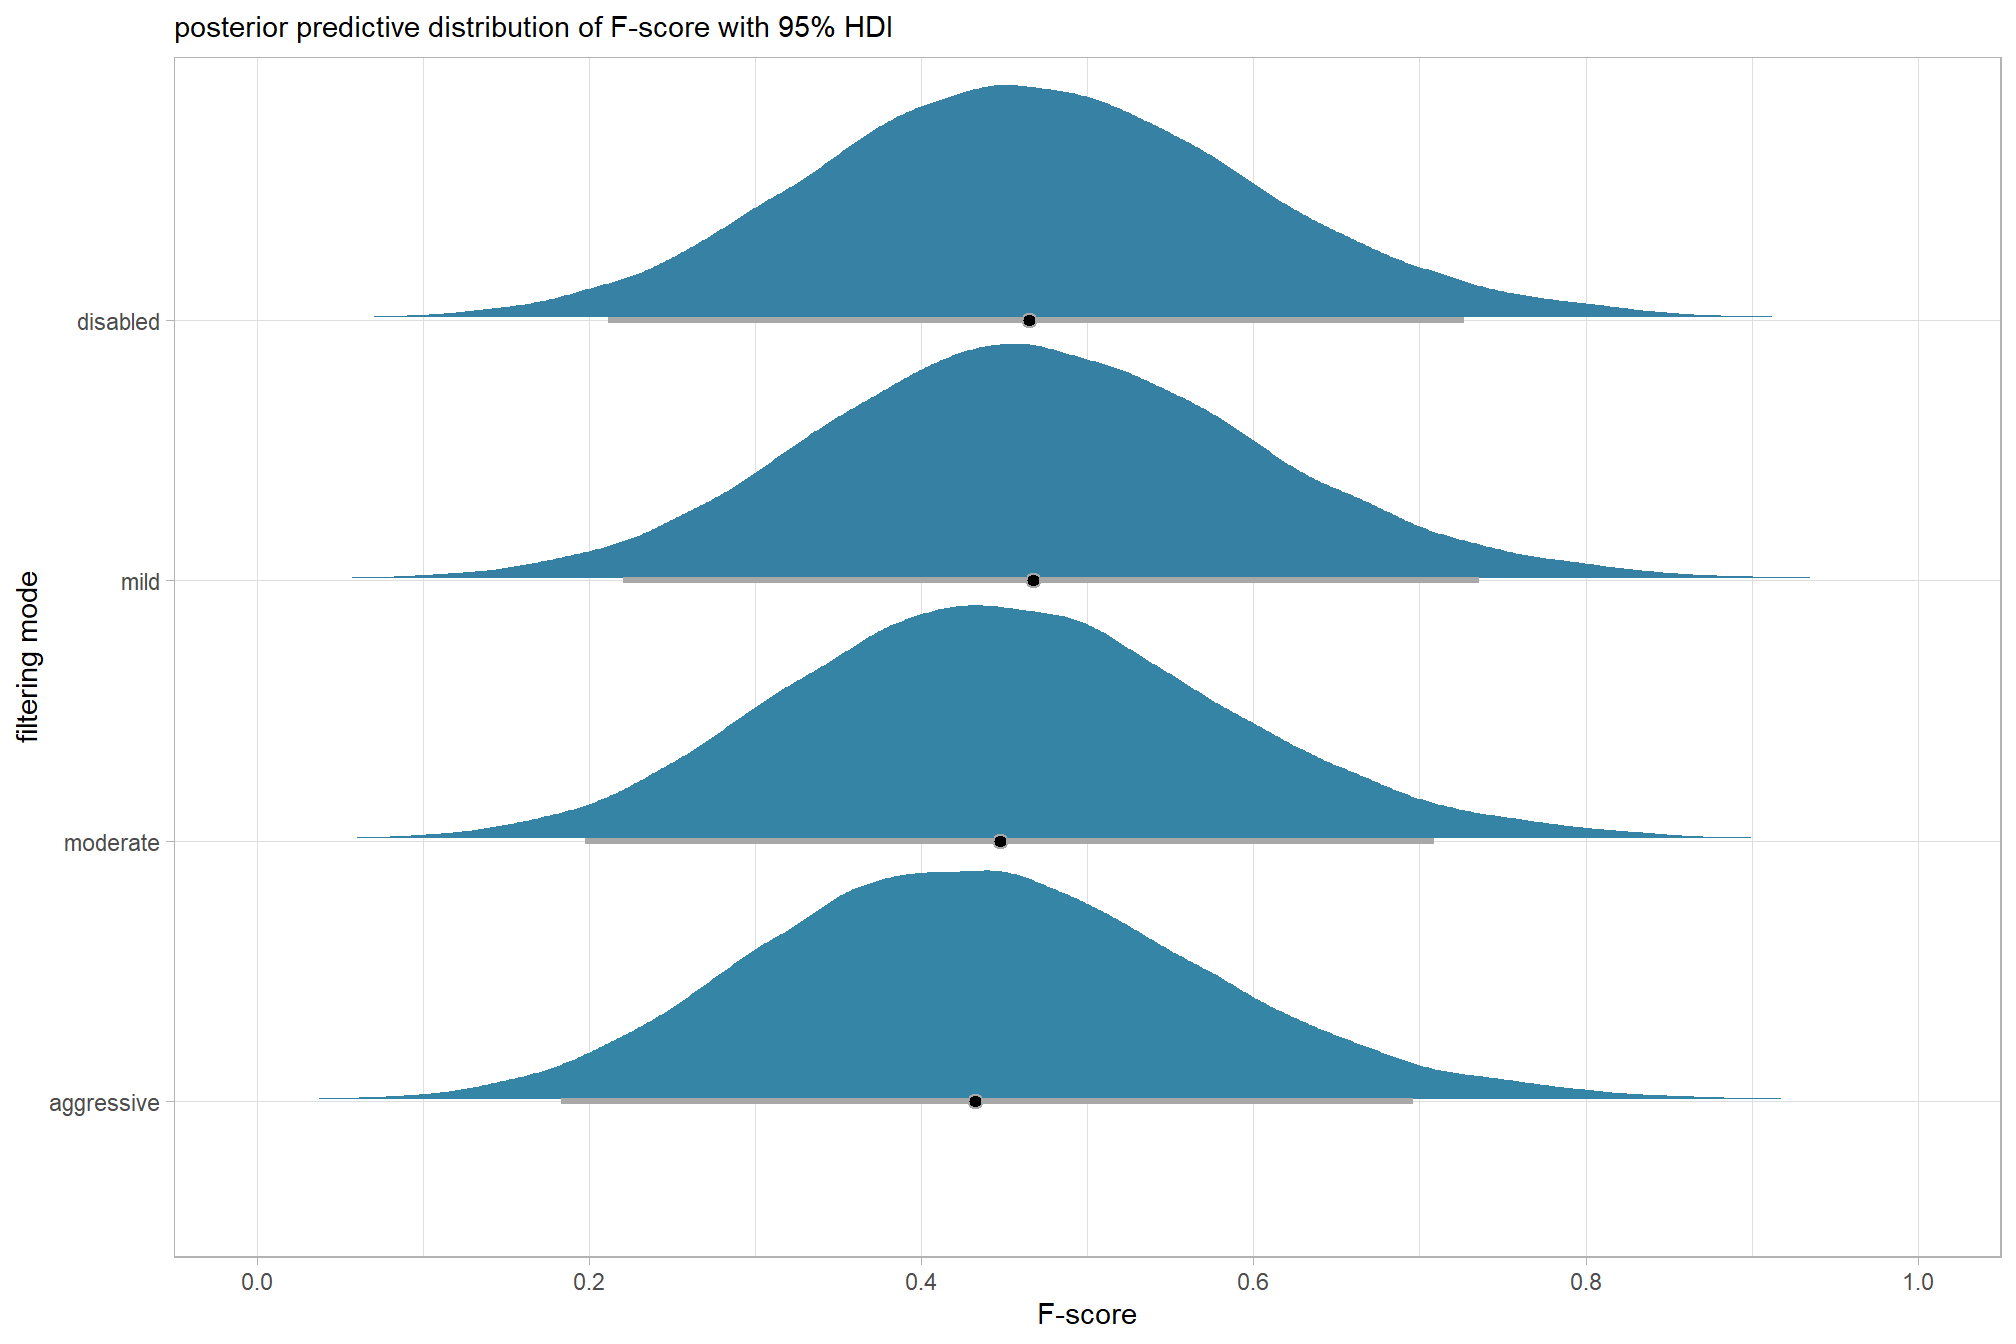 posterior predictive distribution of F-score with 95% HDI
filtering mode
disabled
mild
moderate
aggressive
0.0 0.2 0.4 0.6 0.8 1.0
F-score